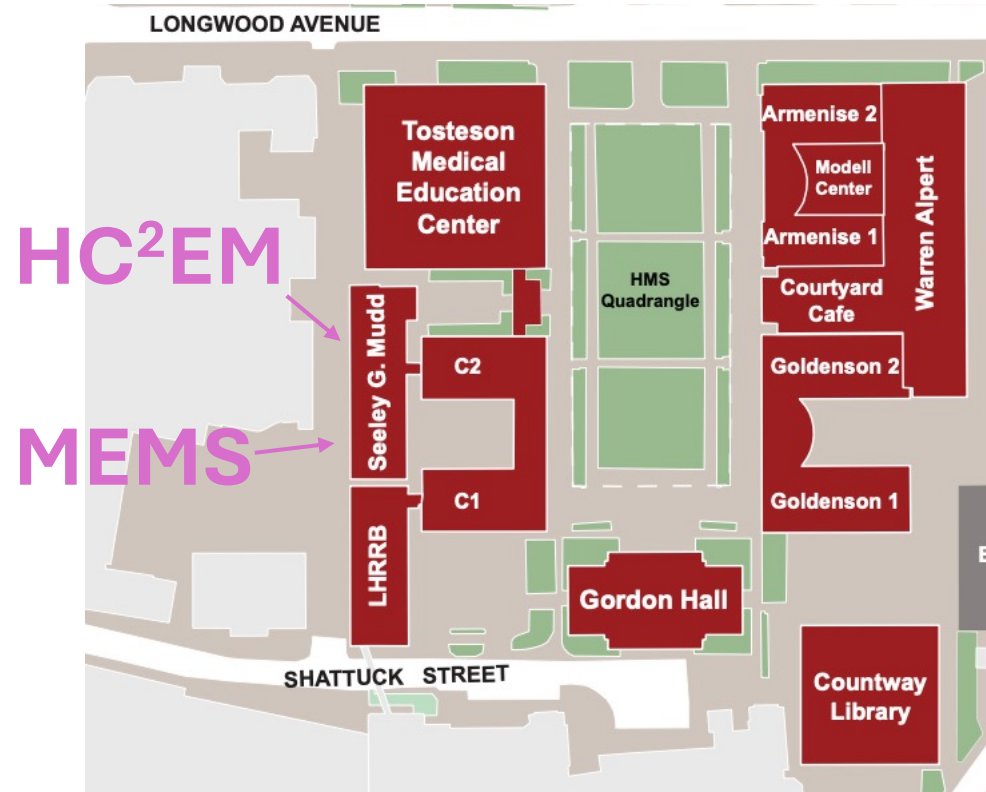 LONGWOOD AVENUE
Tosteson
Medical
Education
Center
Armenise 2
Modell
Center
Armenise 1
Warren Alpert
Courtyard
Cafe
HC²EM
MEMS
Seeley G. Mudd
C2
C1
LHRRB
HMS
Quadrangle
Goldenson 2
Goldenson 1
Gordon Hall
SHATTUCK STREET
Countway
Library